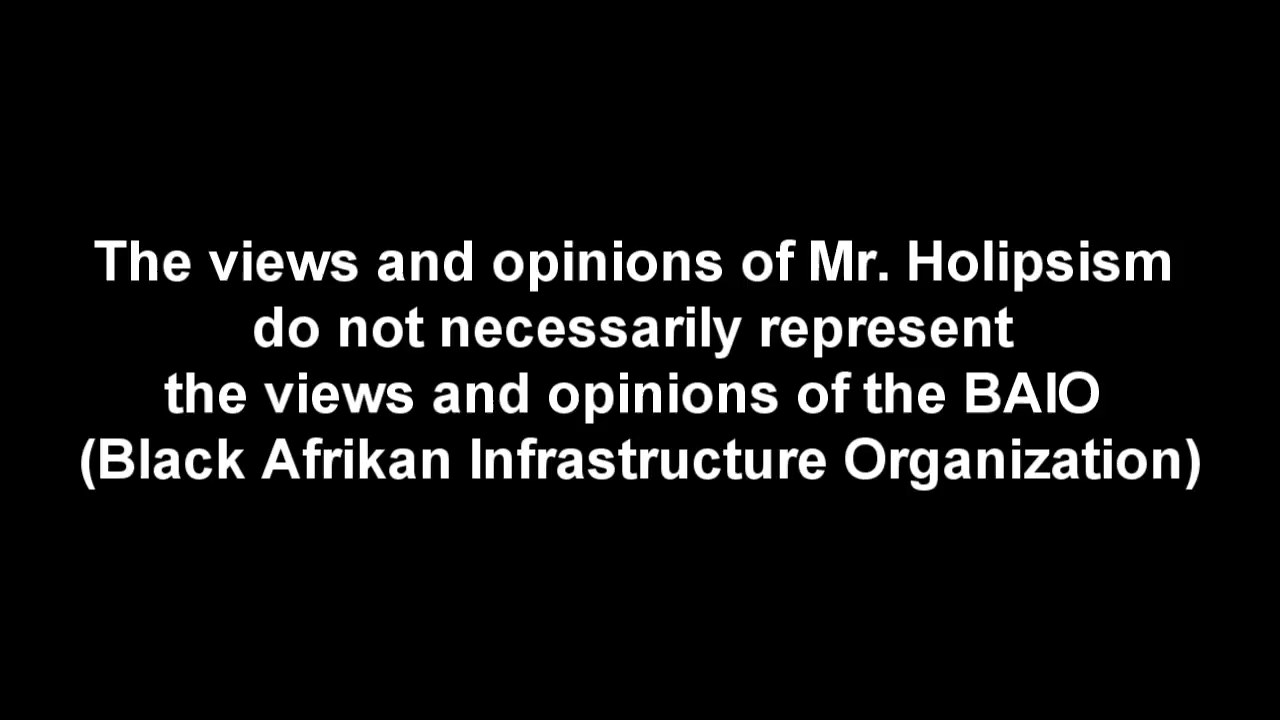 The views and opinions of Mr. Holipsism
do not necessarily represent
the views and opinions of the BAIO
(Black Afrikan Infrastructure Organization)